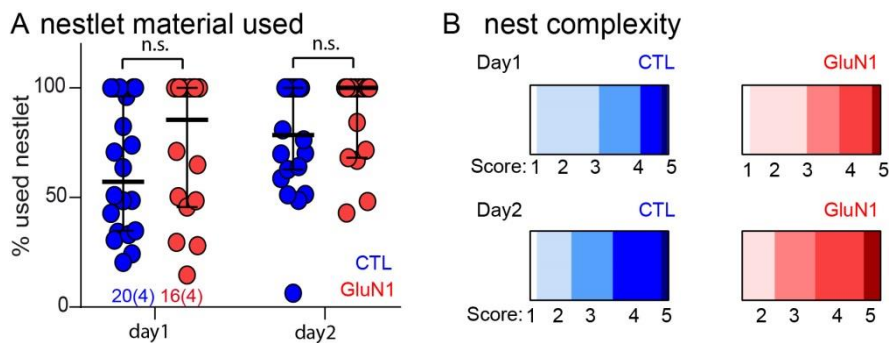 A nestlet material used
n.s.
n.s.
% used nestlet
100
50
0
20(4) 16(4)
CTL
GluN1
day1
day2
B nest complexity
Day1 CTL GluN1
Score: 1 2 3 4 5 1 2 3 4 5
Day2 CTL GluN1
Score: 1 2 3 4 5 2 3 4 5